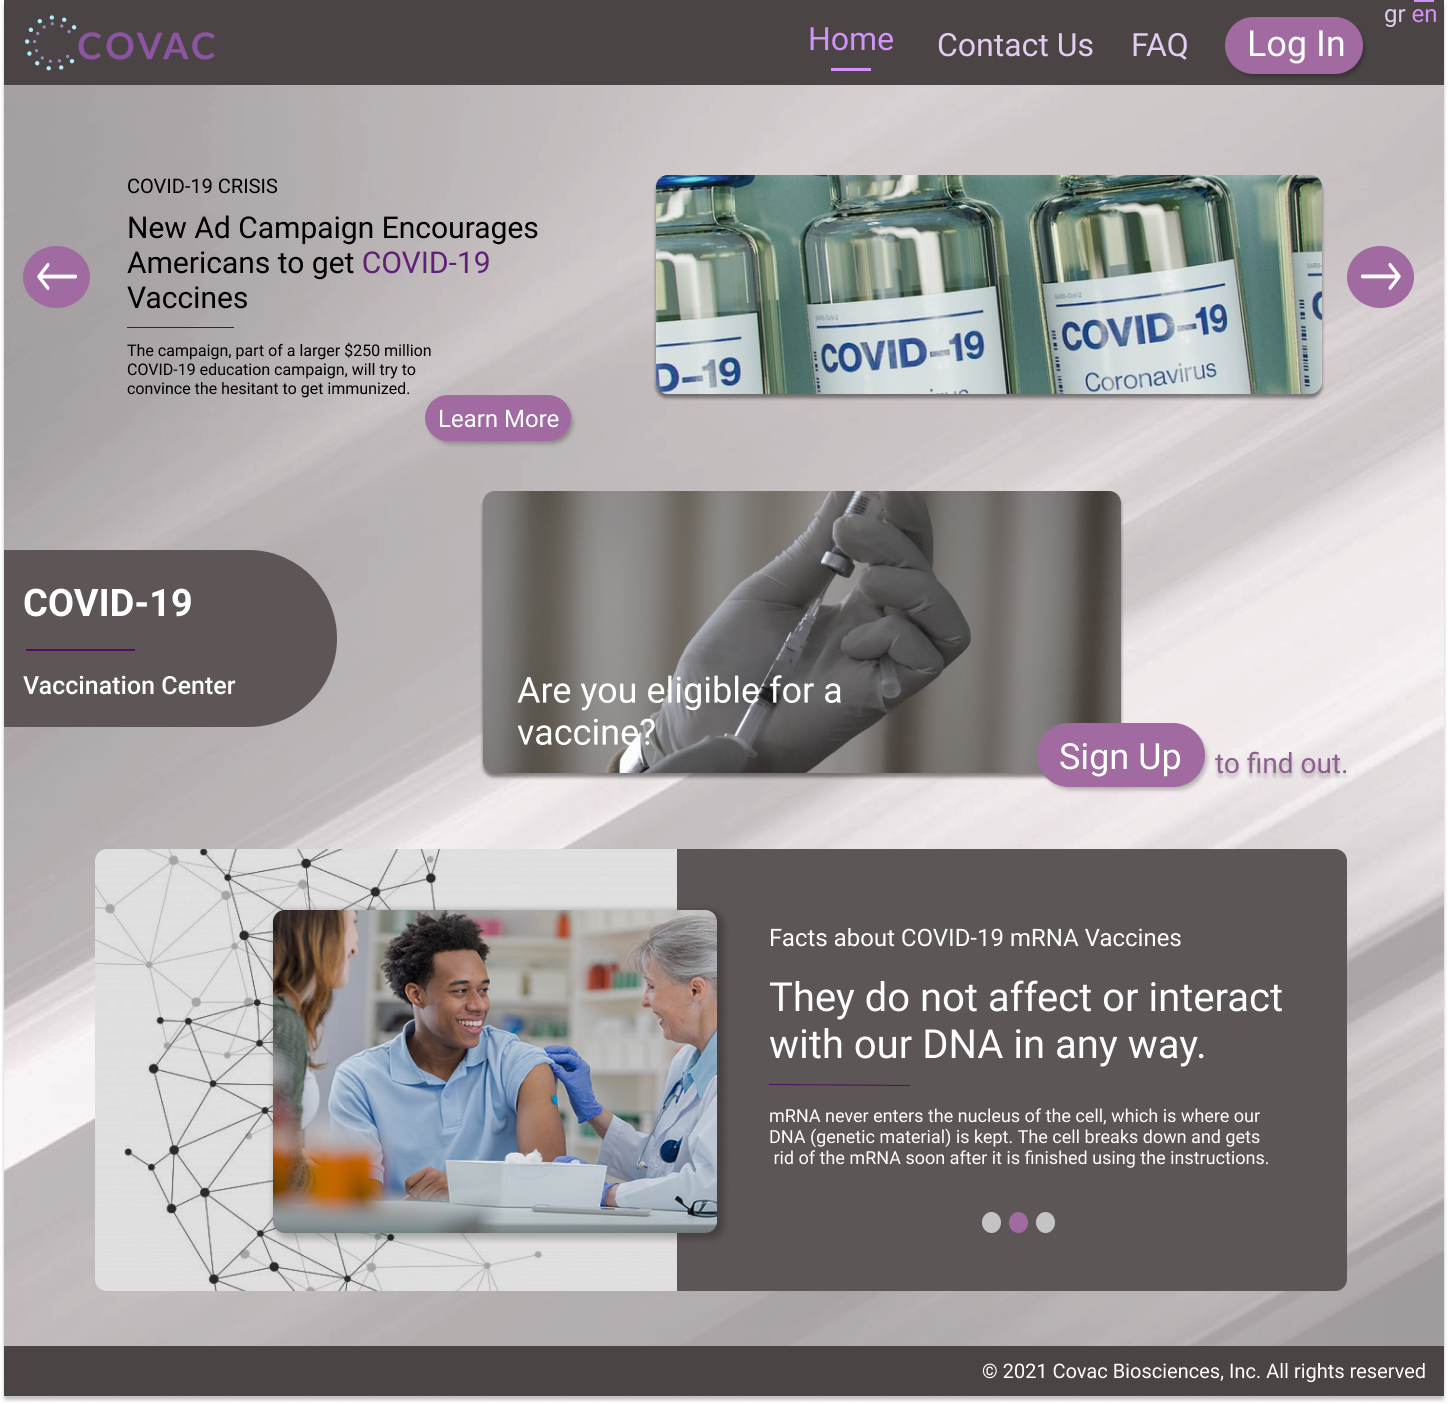 COVAC
Home
Contact Us
FAQ
Log In
gr en
COVID-19 CRISIS
New Ad Campaign Encourages
Americans to get COVID-19
Vaccines
The campaign, part of a larger $250 million
COVID-19 education campaign, will try to
convince the hesitant to get immunized.
Learn More
D-19
SARS-CoV-2
COVID-19
SARS-CoV-2
COVID-19
Coronavirus
COVID-19
Vaccination Center
Are you eligible for a
vaccine?
Sign Up
to find out.
Facts about COVID-19 mRNA Vaccines
They do not affect or interact
with our DNA in any way.
mRNA never enters the nucleus of the cell, which is where our
DNA (genetic material) is kept. The cell breaks down and gets
rid of the mRNA soon after it is finished using the instructions.
© 2021 Covac Biosciences, Inc. All rights reserved